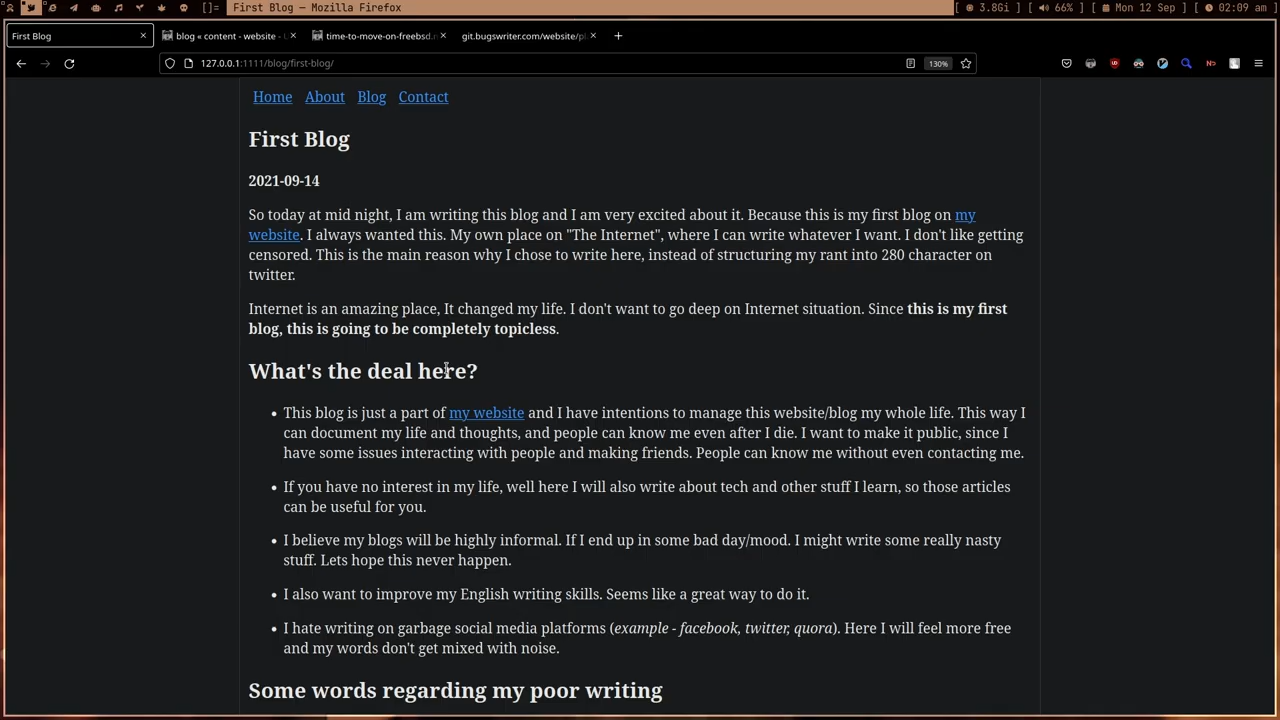 []= First Blog — Mozilla Firefox [ 3.8Gi ] [ 66% ] [ Mon 12 Sep ] [ 02:09 am ]
First Blog × blog « content - website - × time-to-move-on-freebsd. × git.bugswriter.com/website/pl × +
127.0.0.1:1111/blog/first-blog/ 130%
Home About Blog Contact
First Blog
2021-09-14
So today at mid night, I am writing this blog and I am very excited about it. Because this is my first blog on my
website. I always wanted this. My own place on "The Internet", where I can write whatever I want. I don't like getting
censored. This is the main reason why I chose to write here, instead of structuring my rant into 280 character on
twitter.
Internet is an amazing place, It changed my life. I don't want to go deep on Internet situation. Since this is my first
blog, this is going to be completely topicless.
What's the deal here?
• This blog is just a part of my website and I have intentions to manage this website/blog my whole life. This way I
can document my life and thoughts, and people can know me even after I die. I want to make it public, since I
have some issues interacting with people and making friends. People can know me without even contacting me.
• If you have no interest in my life, well here I will also write about tech and other stuff I learn, so those articles
can be useful for you.
• I believe my blogs will be highly informal. If I end up in some bad day/mood. I might write some really nasty
stuff. Lets hope this never happen.
• I also want to improve my English writing skills. Seems like a great way to do it.
• I hate writing on garbage social media platforms (example - facebook, twitter, quora). Here I will feel more free
and my words don't get mixed with noise.
Some words regarding my poor writing